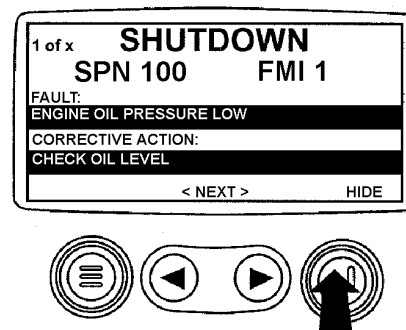 1 of x SHUTDOWN
SPN 100 FMI 1
FAULT:
ENGINE OIL PRESSURE LOW
CORRECTIVE ACTION:
CHECK OIL LEVEL
< NEXT > HIDE